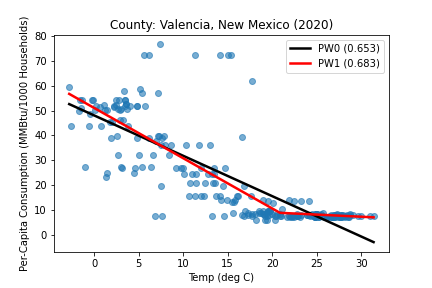 County: Valencia, New Mexico (2020)
Per-Capita Consumption (MMBtu/1000 Households)
80
70
60
50
40
30
20
10
0
PW0 (0.653)
PW1 (0.683)
0 5 10 15 20 25 30
Temp (deg C)